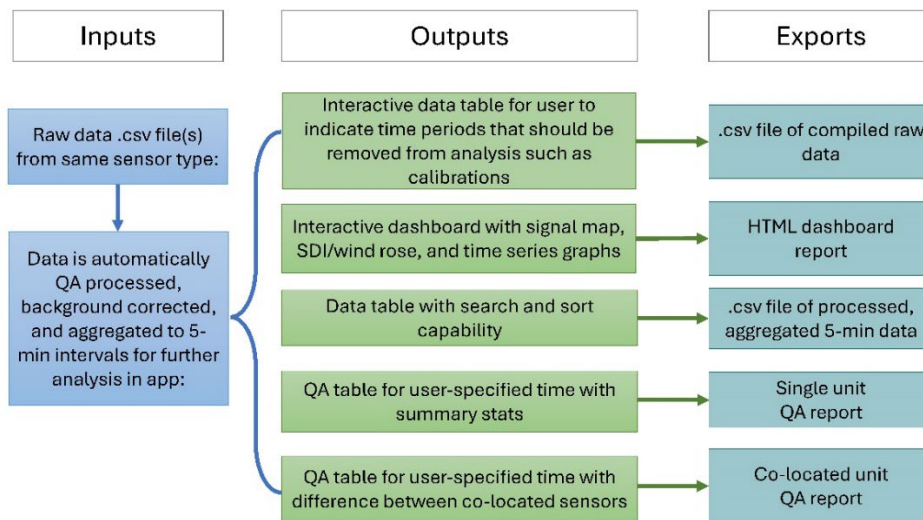 Inputs
Outputs
Exports
Raw data .csv file(s)
from same sensor type:
Data is automatically
QA processed,
background corrected,
and aggregated to 5-
min intervals for further
analysis in app:
Interactive data table for user to
indicate time periods that should be
removed from analysis such as
calibrations
.csv file of compiled raw
data
Interactive dashboard with signal map,
SDI/wind rose, and time series graphs
HTML dashboard
report
Data table with search and sort
capability
.csv file of processed,
aggregated 5-min data
QA table for user-specified time with
summary stats
Single unit
QA report
QA table for user-specified time with
difference between co-located sensors
Co-located unit
QA report